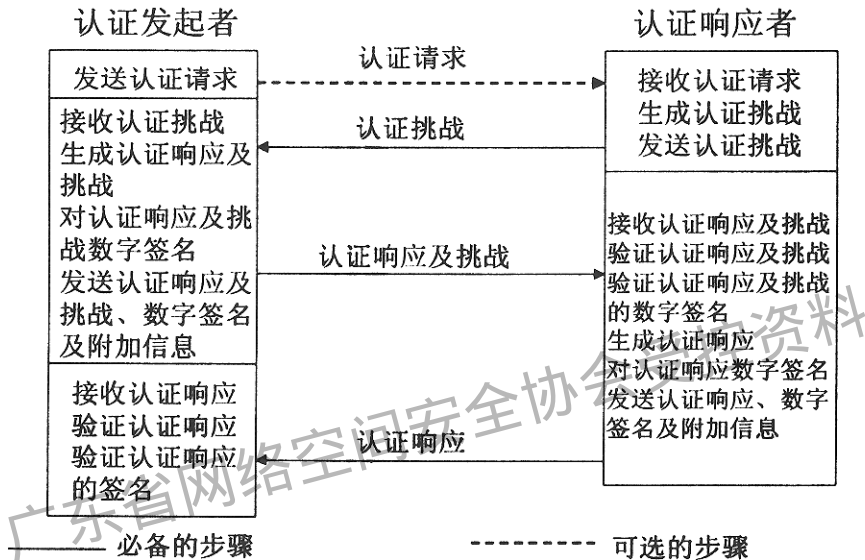 认证发起者
认证响应者
发送认证请求
认证请求
接收认证请求
生成认证挑战
发送认证挑战
认证挑战
接收认证挑战
生成认证响应及
挑战
对认证响应及挑
战数字签名
发送认证响应及
挑战、数字签名
及附加信息
认证响应及挑战
接收认证响应及挑战
验证认证响应及挑战
验证认证响应及挑战
的数字签名
生成认证响应
对认证响应数字签名
发送认证响应、数字
签名及附加信息
接收认证响应
验证认证响应
验证认证响应
的签名
认证响应
必备的步骤
可选的步骤
广东省网络空间安全协会受控资料